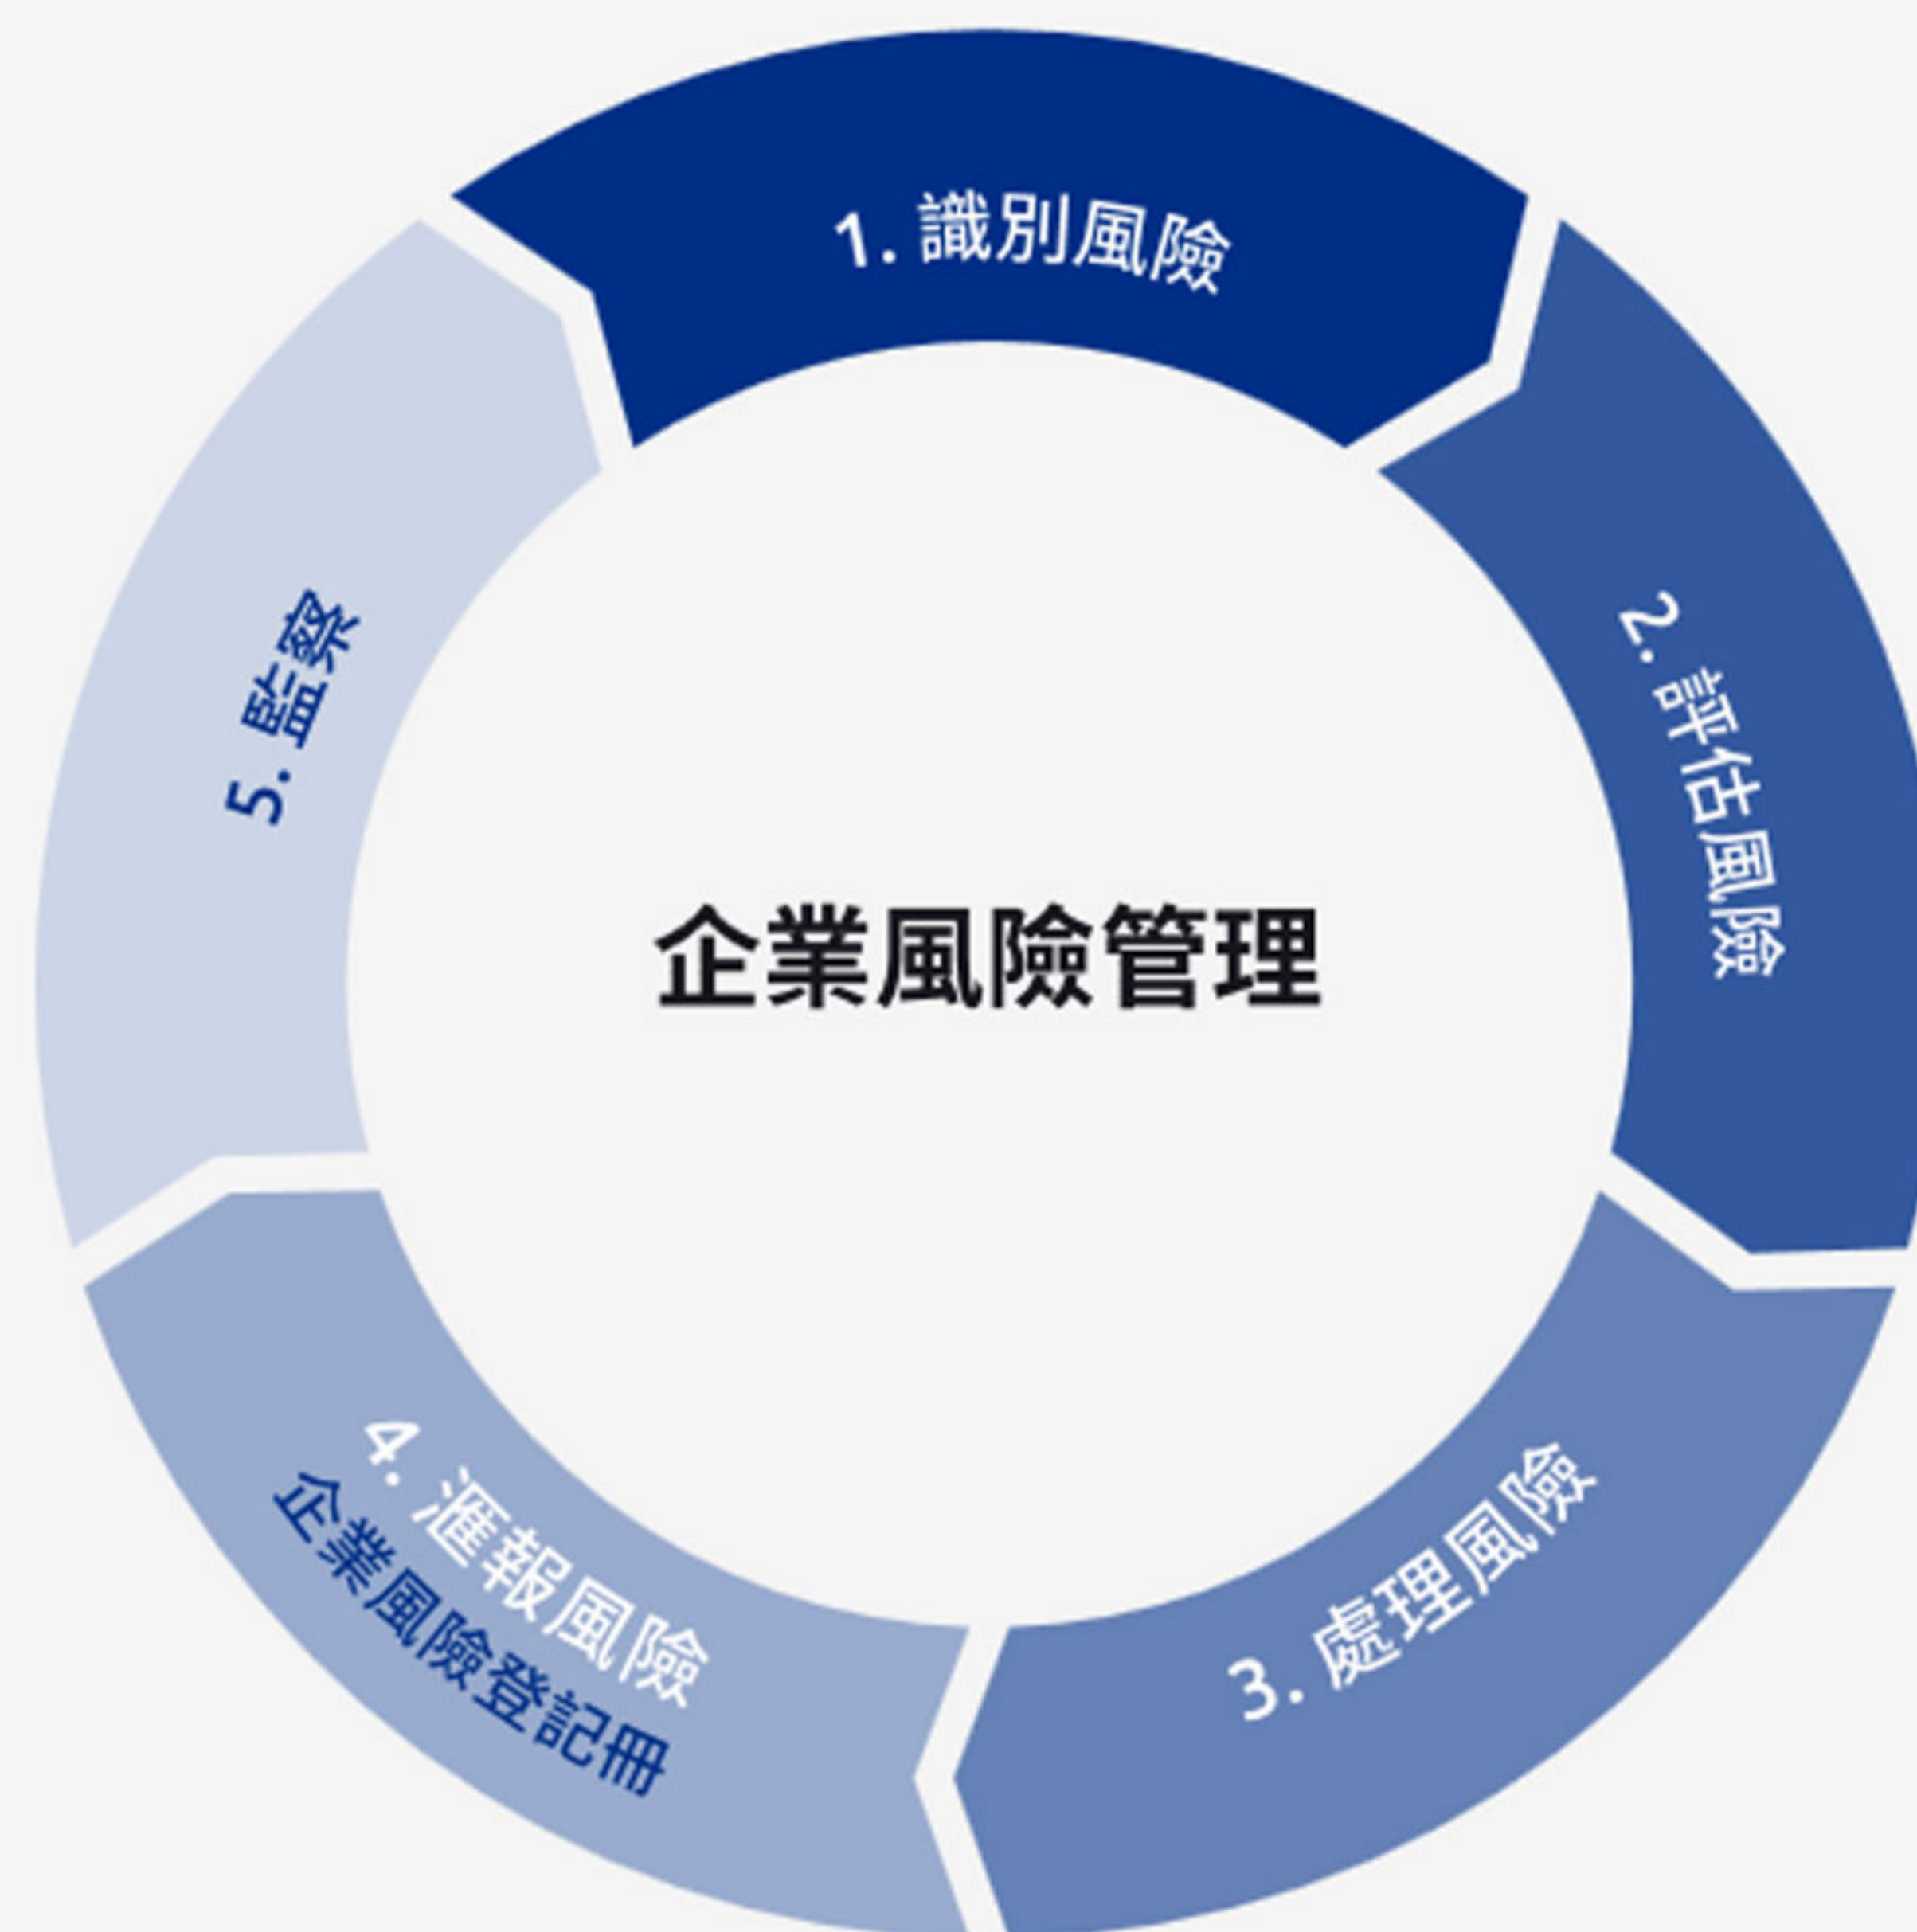 企業風險管理
1. 識別風險
2. 評估風險
3. 處理風險
4. 滙報風險
企業風險登記冊
5. 監察